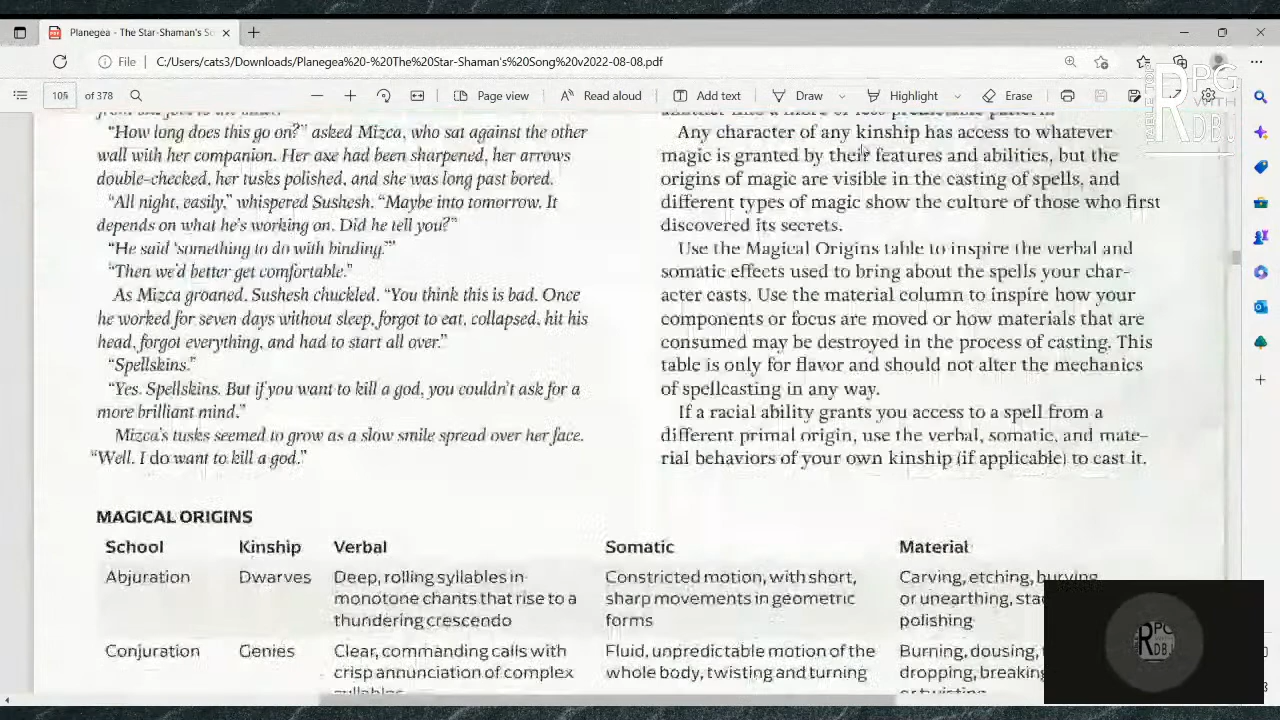 Planegea - The Star-Shaman's So
File
C:/Users/cats3/Downloads/Planegea%20-%20The%20Star-Shaman's%20Song%20v2022-08-08.pdf
105 of 378
Page view
Read aloud
Add text
Draw
Highlight
Erase
RPG
WITH
RDB
TABLE TOP
"How long does this go on?" asked Mizca, who sat against the other
wall with her companion. Her axe had been sharpened, her arrows
double-checked, her tusks polished, and she was long past bored.
"All night, easily," whispered Sushesh. "Maybe into tomorrow. It
depends on what he's working on. Did he tell you?"
"He said 'something to do with binding.'"
"Then we'd better get comfortable."
As Mizca groaned, Sushesh chuckled. "You think this is bad. Once
he worked for seven days without sleep, forgot to eat, collapsed, hit his
head, forgot everything, and had to start all over."
"Spellskins."
"Yes. Spellskins. But if you want to kill a god, you couldn't ask for a
more brilliant mind."
Mizca's tusks seemed to grow as a slow smile spread over her face.
"Well. I do want to kill a god."
Any character of any kinship has access to whatever
magic is granted by their features and abilities, but the
origins of magic are visible in the casting of spells, and
different types of magic show the culture of those who first
discovered its secrets.
Use the Magical Origins table to inspire the verbal and
somatic effects used to bring about the spells your char-
acter casts. Use the material column to inspire how your
components or focus are moved or how materials that are
consumed may be destroyed in the process of casting. This
table is only for flavor and should not alter the mechanics
of spellcasting in any way.
If a racial ability grants you access to a spell from a
different primal origin, use the verbal, somatic, and mate-
rial behaviors of your own kinship (if applicable) to cast it.
MAGICAL ORIGINS
School Kinship Verbal Somatic Material
Abjuration Dwarves Deep, rolling syllables in Constricted motion, with short, Carving, etching, burying
monotone chants that rise to a sharp movements in geometric or unearthing,
thundering crescendo forms polishing
Conjuration Genies Clear, commanding calls with Fluid, unpredictable motion of the Burning, dousing,
crisp annunciation of complex whole body, twisting and turning dropping, breaking
syllables or twisting
RPG
RDB